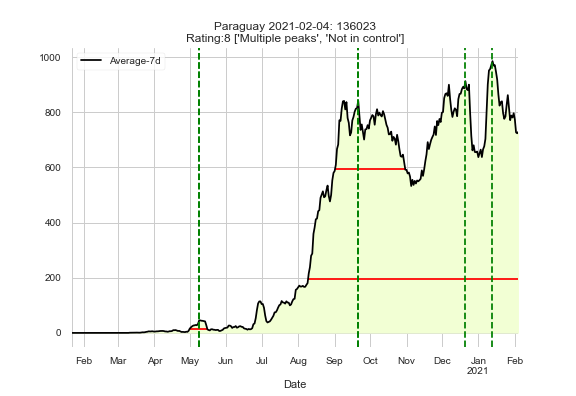 Paraguay 2021-02-04: 136023
Rating:8 ['Multiple peaks', 'Not in control']
Average-7d
1000
800
600
400
200
0
Feb Mar Apr May Jun Jul Aug Sep Oct Nov Dec Jan Feb
2021
Date